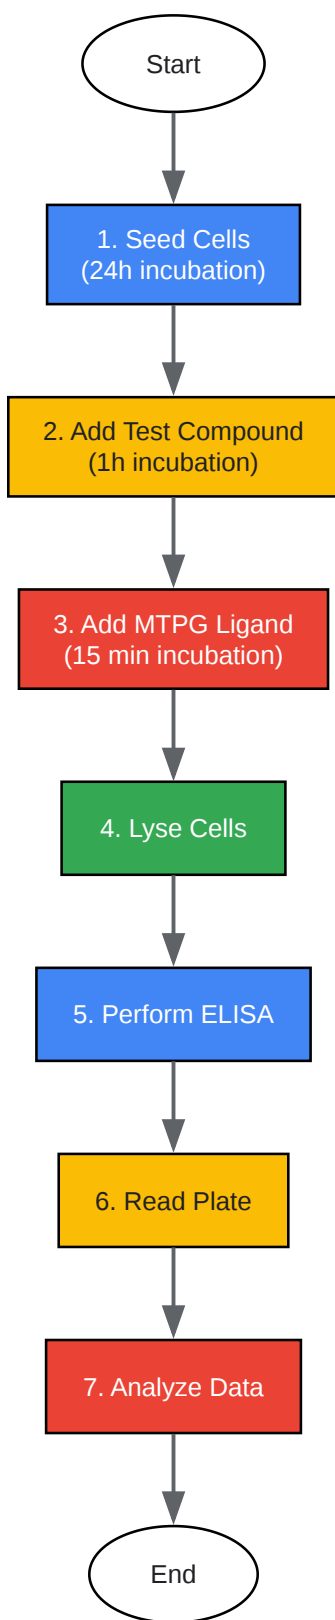 Start
1. Seed Cells
(24h incubation)
2. Add Test Compound
(1h incubation)
3. Add MTPG Ligand
(15 min incubation)
4. Lyse Cells
5. Perform ELISA
6. Read Plate
7. Analyze Data
End